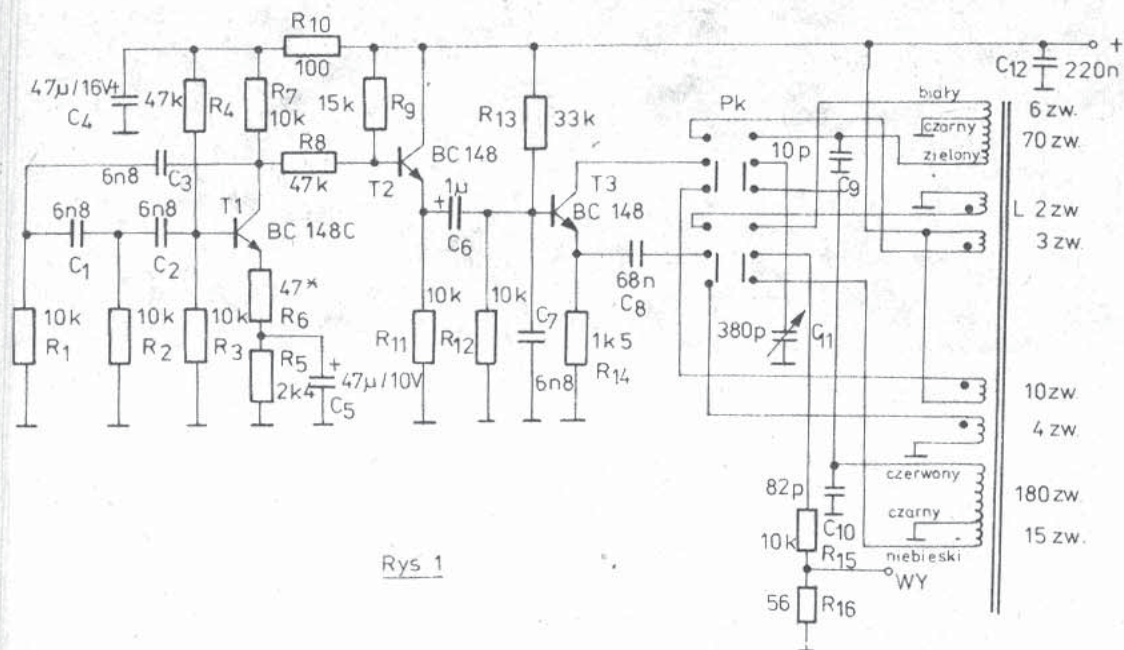 R10
100
+
47µ/16V+
C4
47k
R4
R7
10k
15k
R9
R13
33k
Pk
C12
220n
biały
6 zw.
czarny
70 zw.
zielony
10p
C9
R8
47k
BC 148
T2
6n8
C3
6n8
C1
6n8
C2
T1
BC 148C
+
1µ
C6
T3
BC 148
L
2 zw
3 zw.
68n
C8
47*
R6
10k
R1
10k
R2
10k
R3
R5
2k4
+
47µ/10V
C5
10k
R11
10k
R12
C7
6n8
1k5
R14
380p
C11
10 zw.
4 zw.
czerwony
180 zw.
czarny
15 zw.
niebieski
82p
C10
10k
R15
WY
56
R16
Rys 1